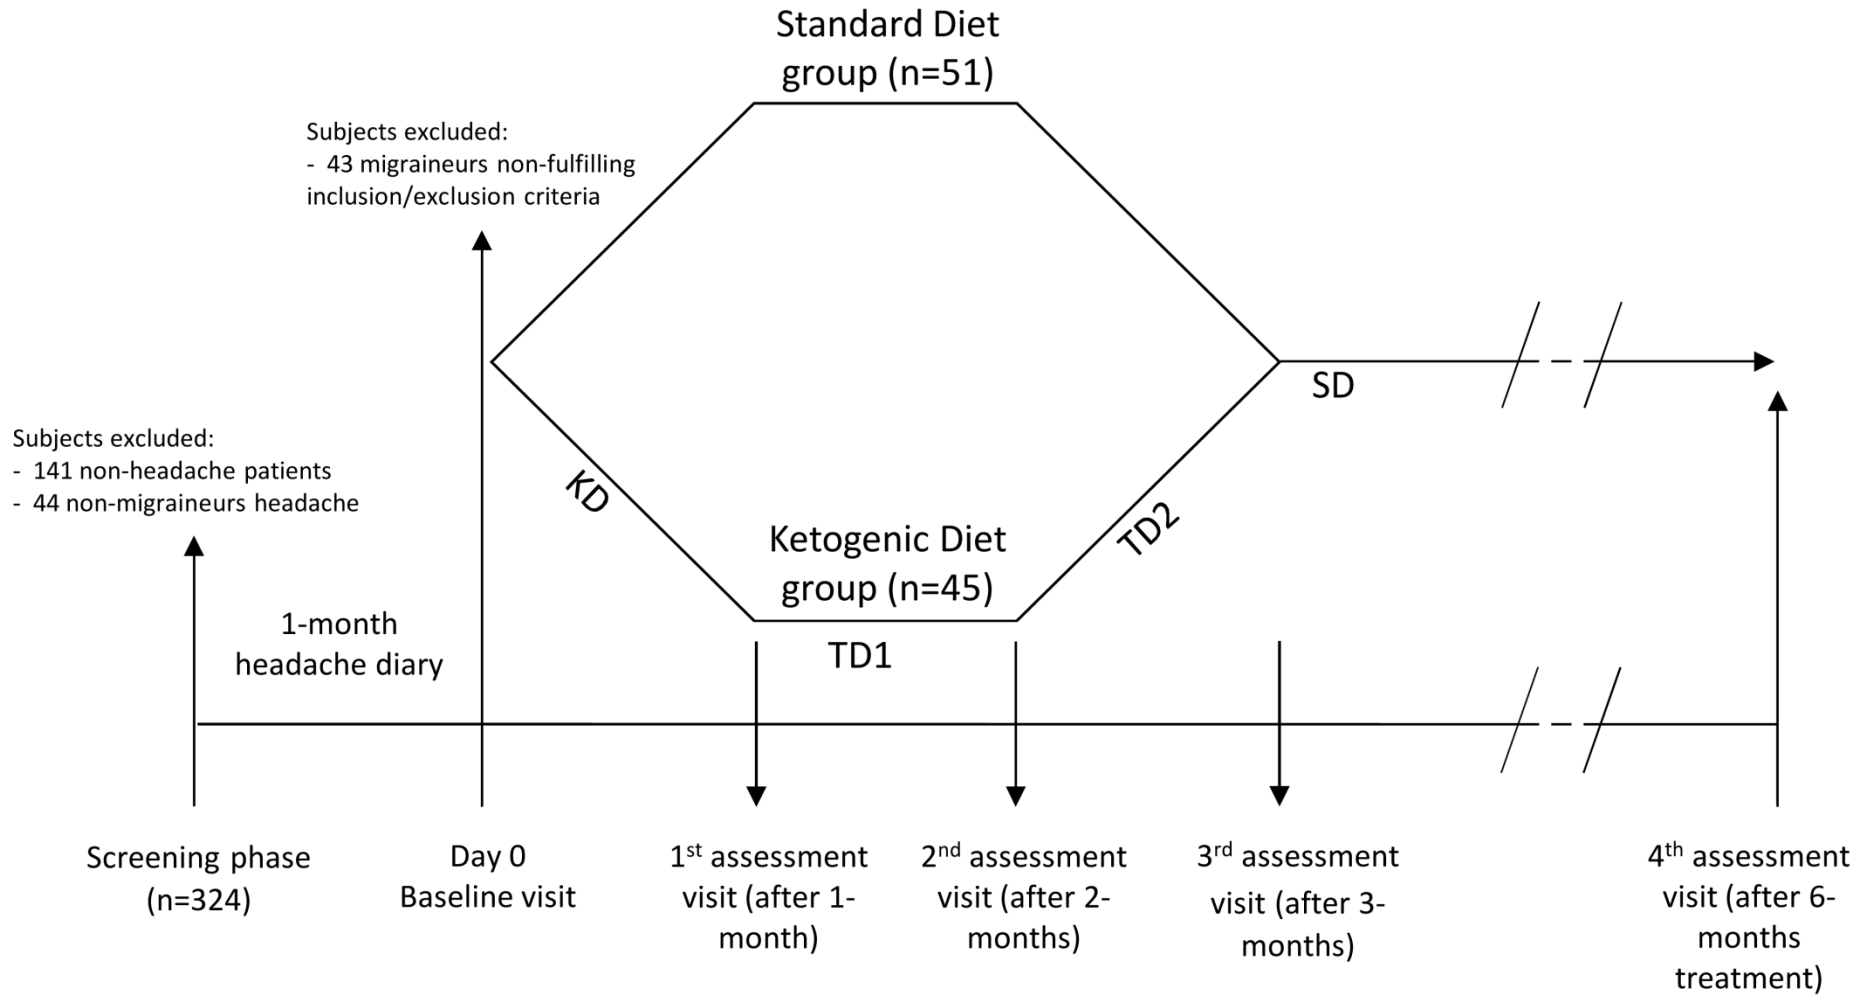 Standard Diet
group (n=51)
Subjects excluded:
- 43 migraineurs non-fulfilling
inclusion/exclusion criteria
SD
Subjects excluded:
- 141 non-headache patients
- 44 non-migraineurs headache
KD
TD2
Ketogenic Diet
group (n=45)
1-month
headache diary
TD1
Screening phase
(n=324)
Day 0
Baseline visit
1st assessment
visit (after 1-
month)
2nd assessment
visit (after 2-
months)
3rd assessment
visit (after 3-
months)
4th assessment
visit (after 6-
months
treatment)